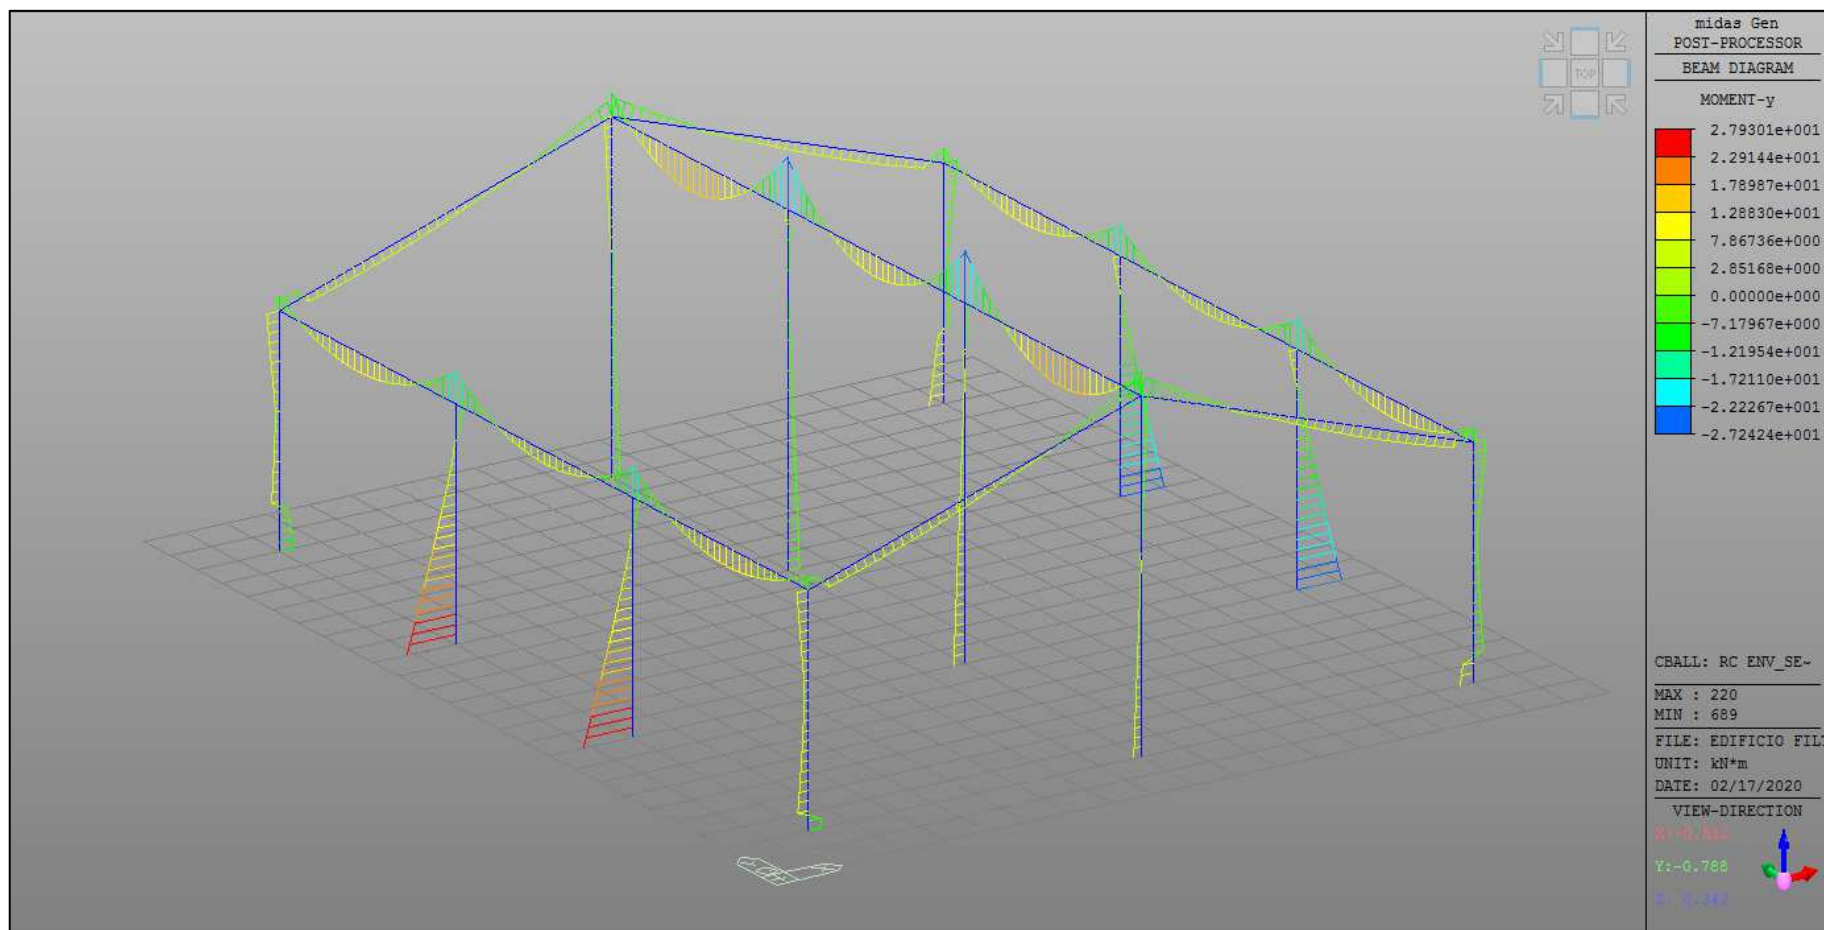 TOP
midas Gen
POST-PROCESSOR
BEAM DIAGRAM
MOMENT-y
2.79301e+001
2.29144e+001
1.78987e+001
1.28830e+001
7.86736e+000
2.85168e+000
0.00000e+000
-7.17967e+000
-1.21954e+001
-1.72110e+001
-2.22267e+001
-2.72424e+001
CBALL: RC ENV_SE~
MAX : 220
MIN : 689
FILE: EDIFICIO FILT
UNIT: kN*m
DATE: 02/17/2020
VIEW-DIRECTION
Y:-0.788